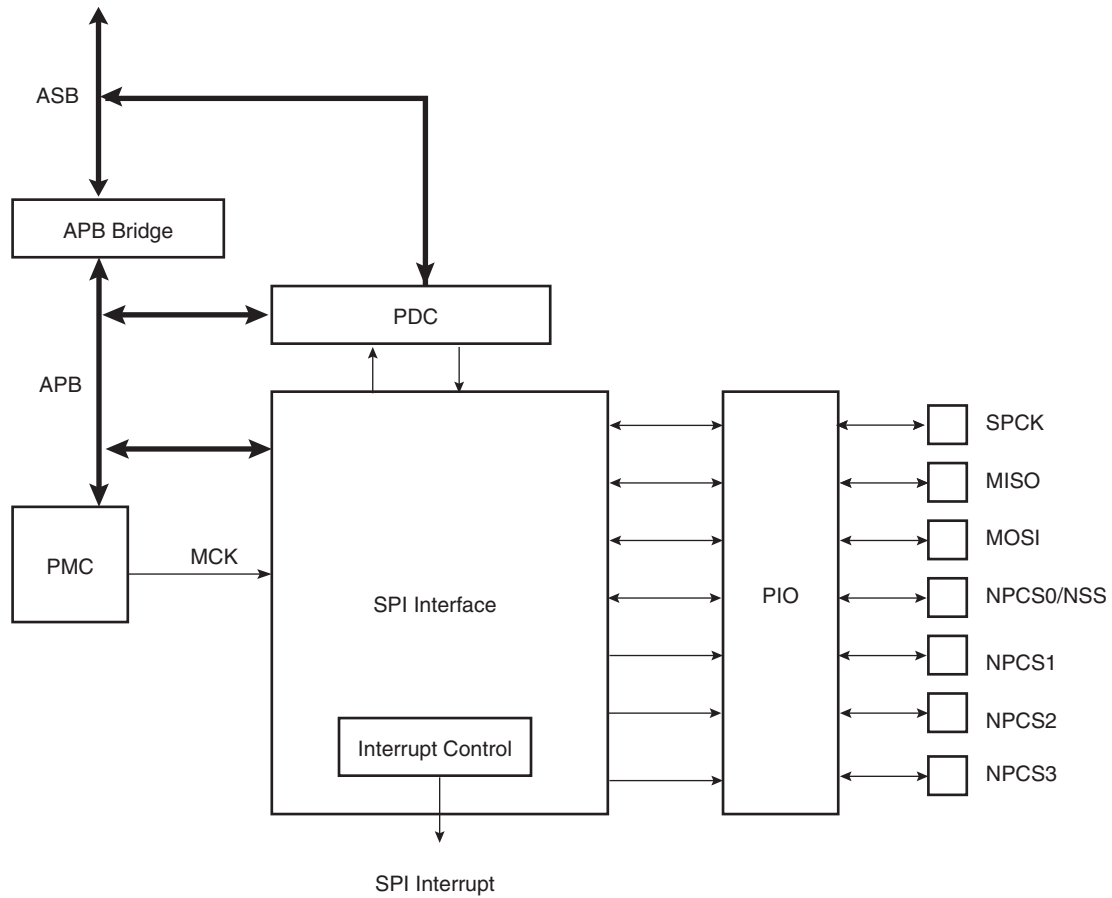 ASB
APB Bridge
PDC
APB
SPCK
MISO
MOSI
PMC
MCK
SPI Interface
PIO
NPCS0/NSS
NPCS1
NPCS2
Interrupt Control
NPCS3
SPI Interrupt